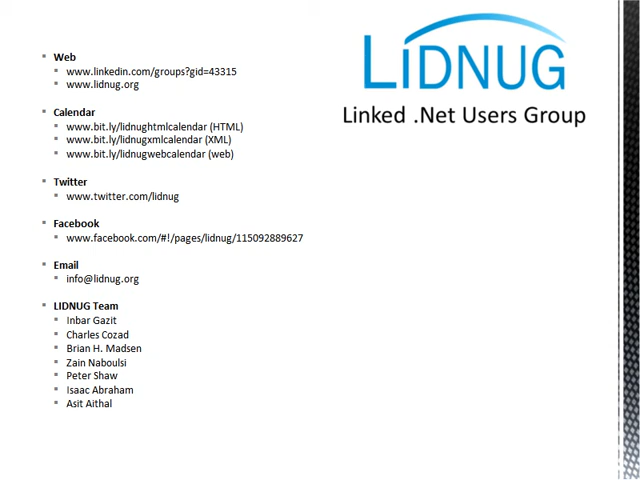 LIDNUG
Linked .Net Users Group
Web
www.linkedin.com/groups?gid=43315
www.lidnug.org
Calendar
www.bit.ly/lidnughtmlcalendar (HTML)
www.bit.ly/lidnugxmlcalendar (XML)
www.bit.ly/lidnugwebcalendar (web)
Twitter
www.twitter.com/lidnug
Facebook
www.facebook.com/#!/pages/lidnug/115092889627
Email
info@lidnug.org
LIDNUG Team
Inbar Gazit
Charles Cozad
Brian H. Madsen
Zain Naboulsi
Peter Shaw
Isaac Abraham
Asit Aithal